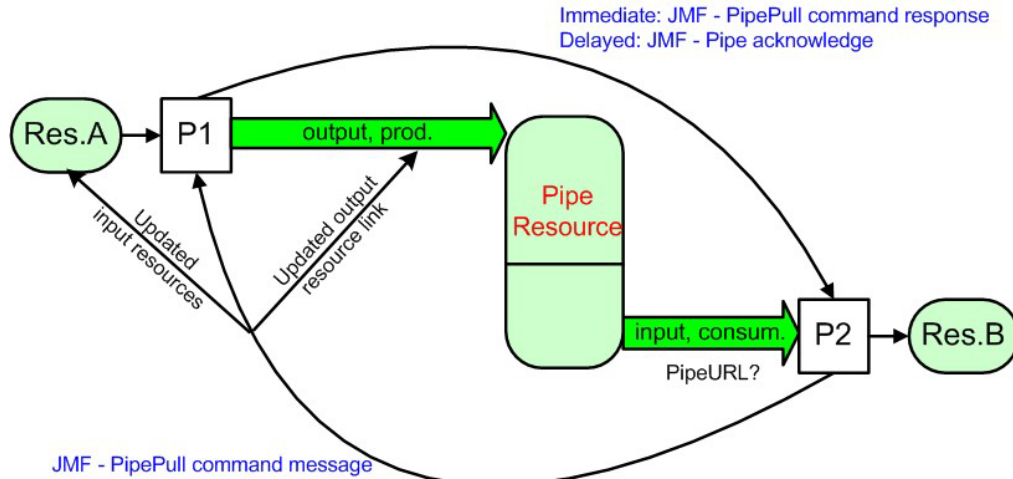 Immediate: JMF - PipePull command response
Delayed: JMF - Pipe acknowledge
Res.A
P1
output, prod.
Updated
input resources
Updated output
resource link
Pipe
Resource
input, consum.
PipeURL?
P2
Res.B
JMF - PipePull command message